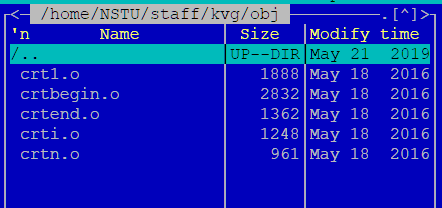 <─ /home/NSTU/staff/kvg/obj ─.[^]>
'n Name Size Modify time
/.. UP--DIR May 21 2019
crt1.o 1888 May 18 2016
crtbegin.o 2832 May 18 2016
crtend.o 1362 May 18 2016
crti.o 1248 May 18 2016
crtn.o 961 May 18 2016